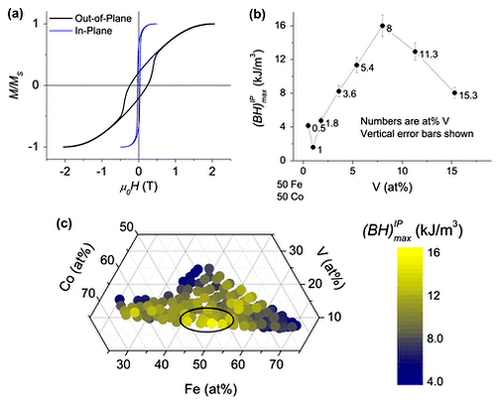 (a)
Out-of-Plane
In-Plane
M/M_S
1
0
-1
-2 -1 0 1 2
μ₀H (T)
(b)
(BH)^IP_max (kJ/m³)
16
12
8
4
0
0.5
1
1.8
3.6
5.4
8
11.3
15.3
Numbers are at% V
Vertical error bars shown
0 5 10 15
50 Fe
50 Co
V (at%)
(c)
Co (at%)
50
60
70
V (at%)
30
20
10
30 40 50 60 70
Fe (at%)
(BH)^IP_max (kJ/m³)
16
12
8.0
4.0